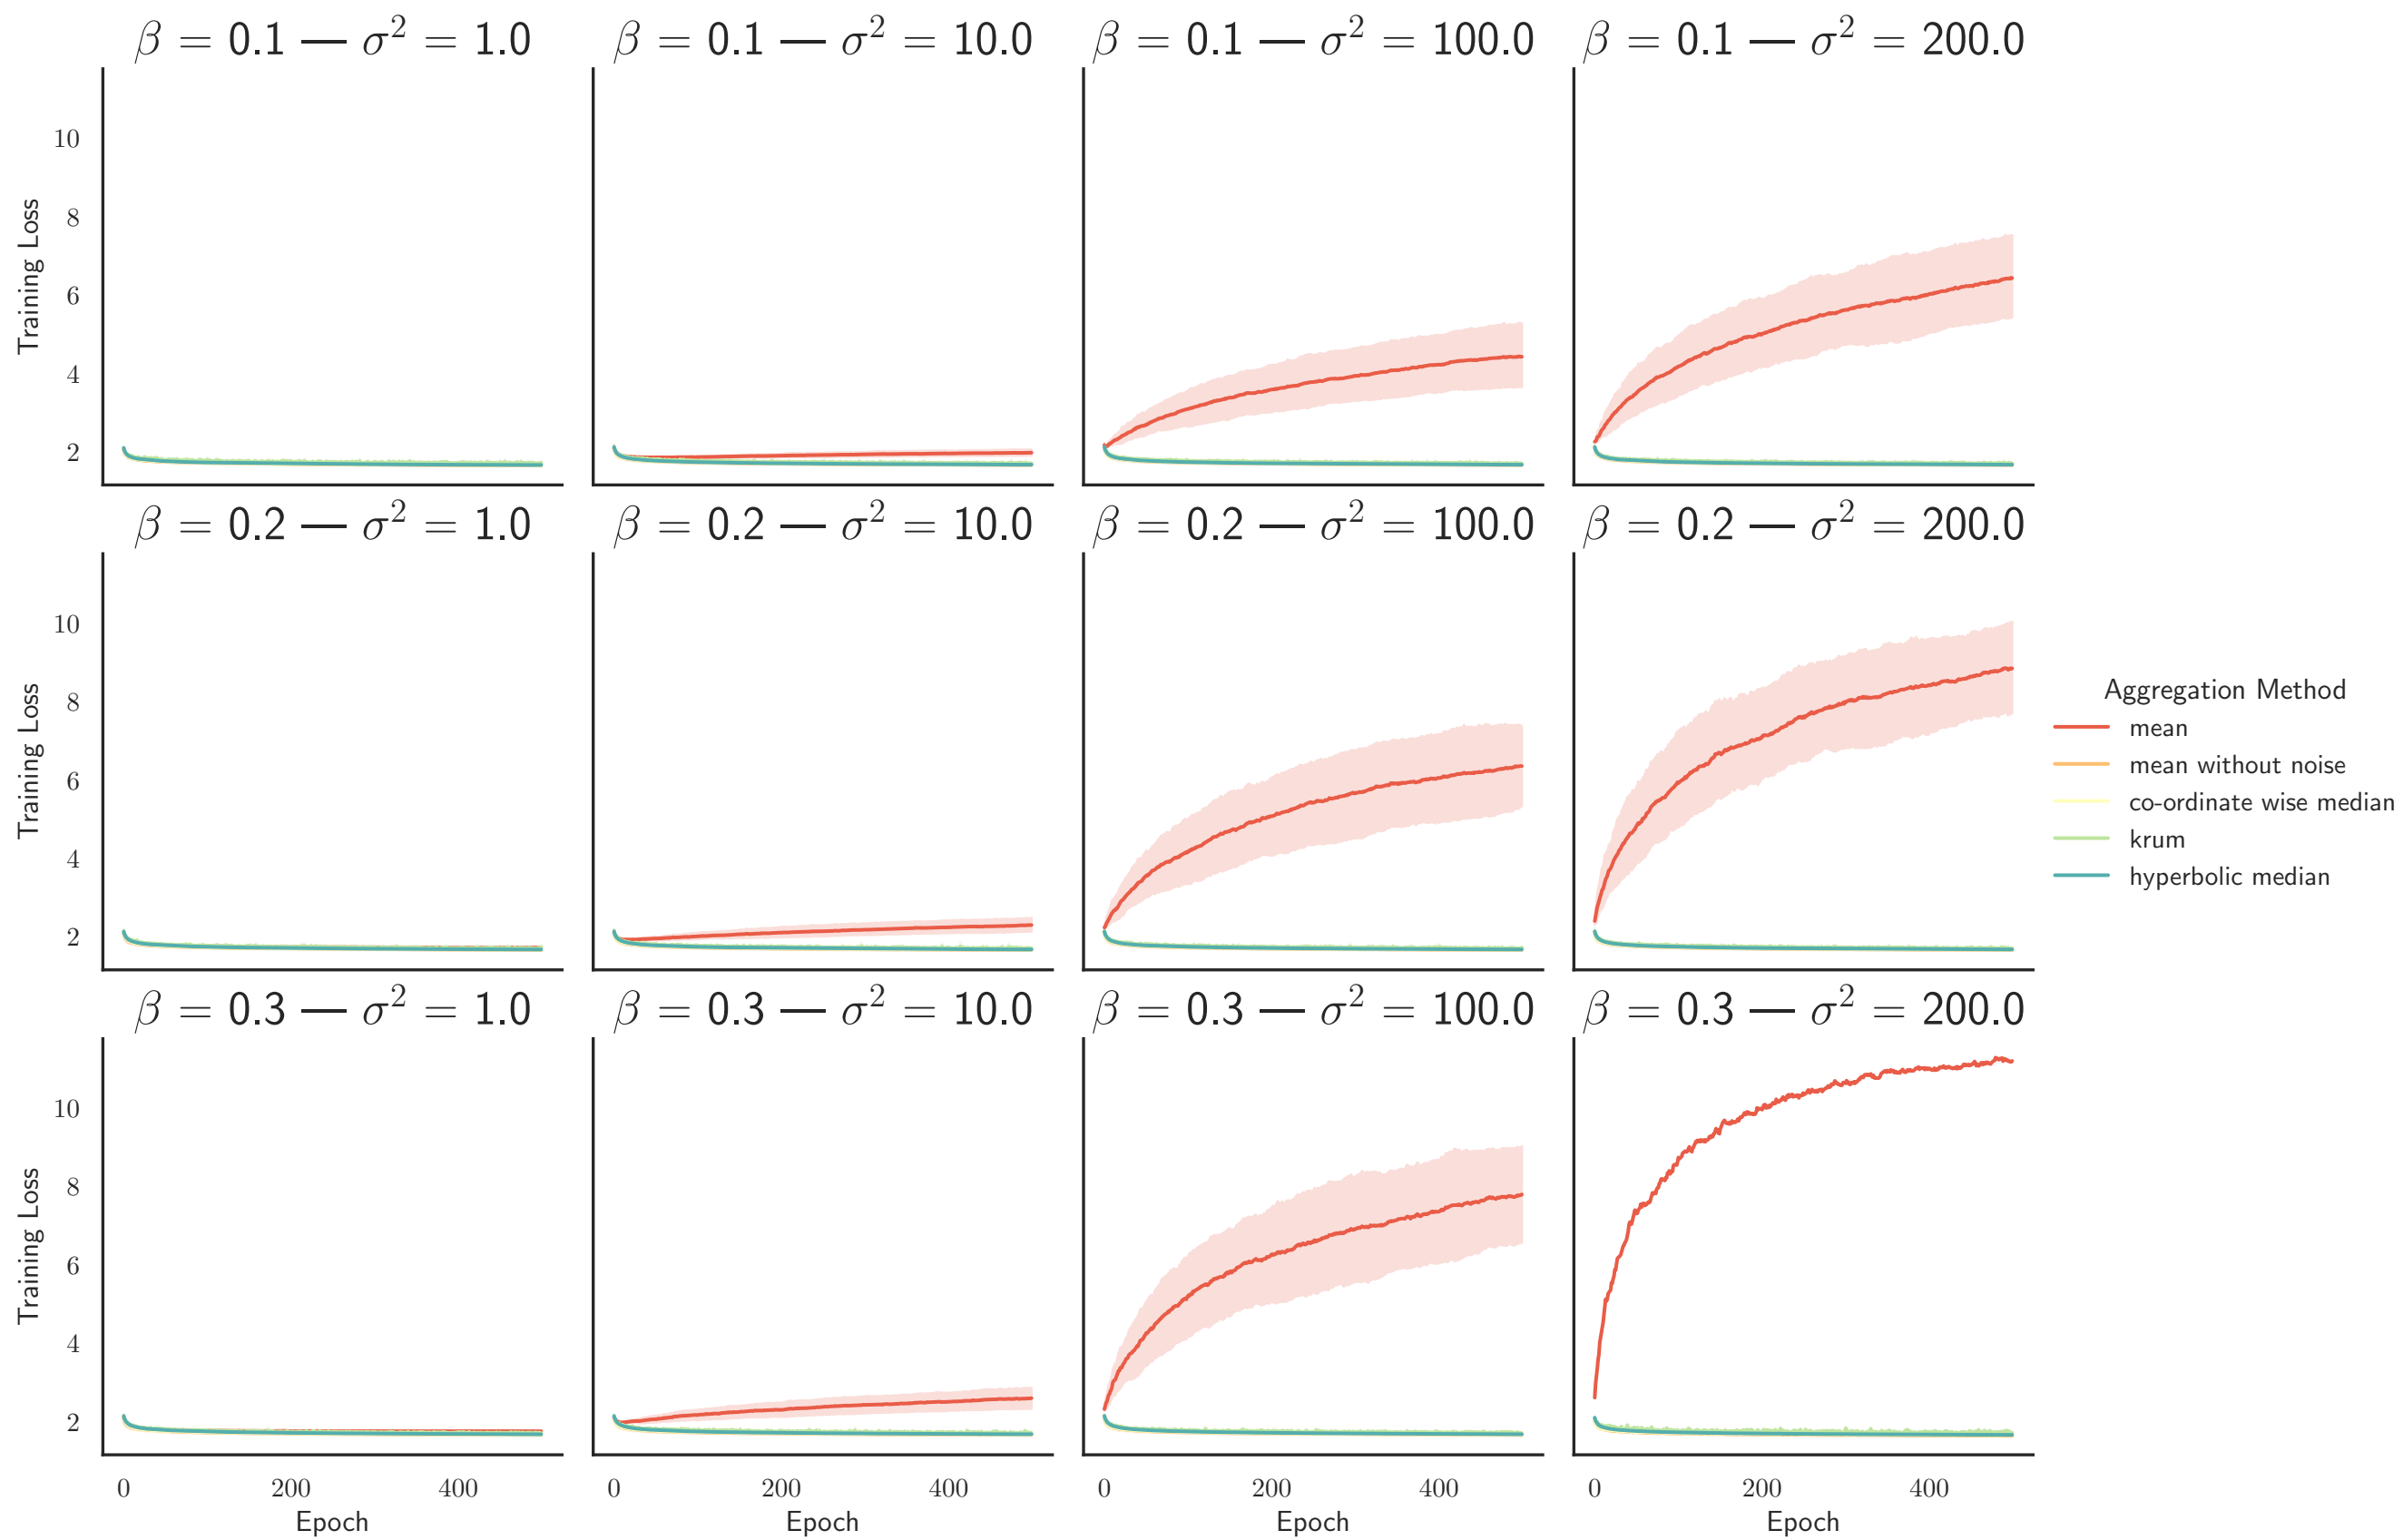 β = 0.1 — σ² = 1.0
β = 0.1 — σ² = 10.0
β = 0.1 — σ² = 100.0
β = 0.1 — σ² = 200.0
Training Loss
10
8
6
4
2
β = 0.2 — σ² = 1.0
β = 0.2 — σ² = 10.0
β = 0.2 — σ² = 100.0
β = 0.2 — σ² = 200.0
Training Loss
10
8
6
4
2
Aggregation Method
mean
mean without noise
co-ordinate wise median
krum
hyperbolic median
β = 0.3 — σ² = 1.0
β = 0.3 — σ² = 10.0
β = 0.3 — σ² = 100.0
β = 0.3 — σ² = 200.0
Training Loss
10
8
6
4
2
0 200 400
0 200 400
0 200 400
0 200 400
Epoch
Epoch
Epoch
Epoch